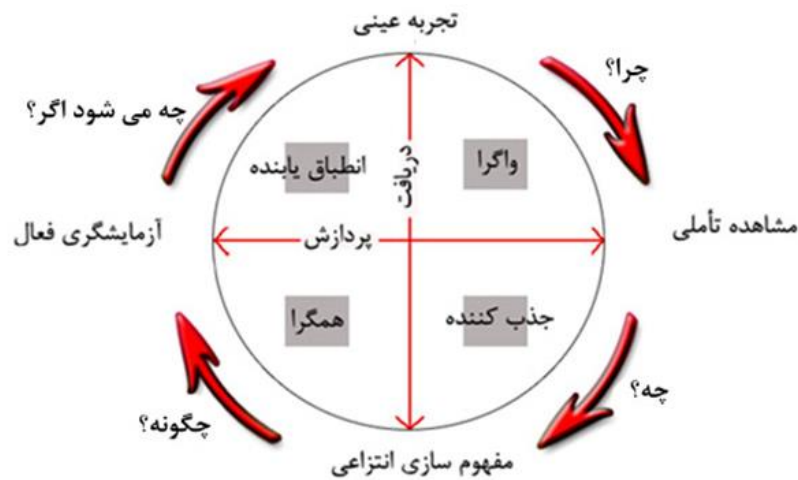 تجربه عینی
چرا؟
چه می شود اگر؟
انطباق یابنده
واگرا
دریافت
مشاهده تأملی
آزمایشگری فعال
پردازش
همگرا
جذب کننده
چه؟
چگونه؟
مفهوم سازی انتزاعی